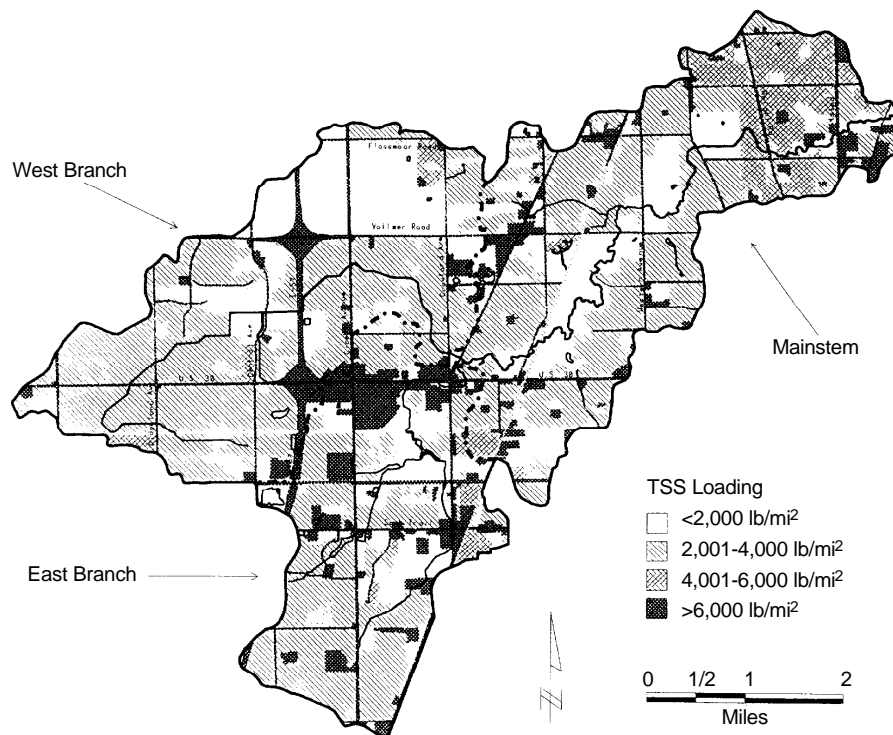 Flossmoor Road
West Branch
Vollmer Road
Mainstem
U.S. 30
U.S. 30
TSS Loading
<2,000 lb/mi²
2,001-4,000 lb/mi²
4,001-6,000 lb/mi²
>6,000 lb/mi²
East Branch
N
0 1/2 1 2
Miles